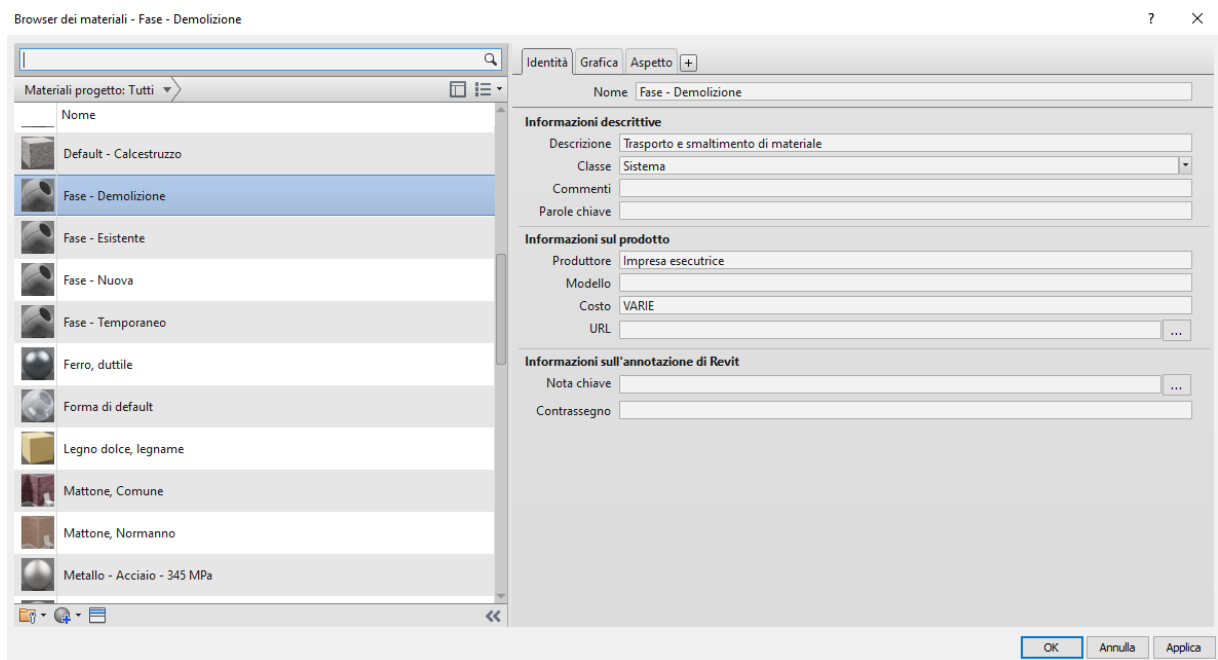 Browser dei materiali - Fase - Demolizione
?
Materiali progetto: Tutti
Nome
Default - Calcestruzzo
Fase - Demolizione
Fase - Esistente
Fase - Nuova
Fase - Temporaneo
Ferro, duttile
Forma di default
Legno dolce, legname
Mattone, Comune
Mattone, Normanno
Metallo - Acciaio - 345 MPa
Identità Grafica Aspetto +
Nome Fase - Demolizione
Informazioni descrittive
Descrizione Trasporto e smaltimento di materiale
Classe Sistema
Commenti
Parole chiave
Informazioni sul prodotto
Produttore Impresa esecutrice
Modello
Costo VARIE
URL ...
Informazioni sull'annotazione di Revit
Nota chiave ...
Contrassegno
OK Annulla Applica